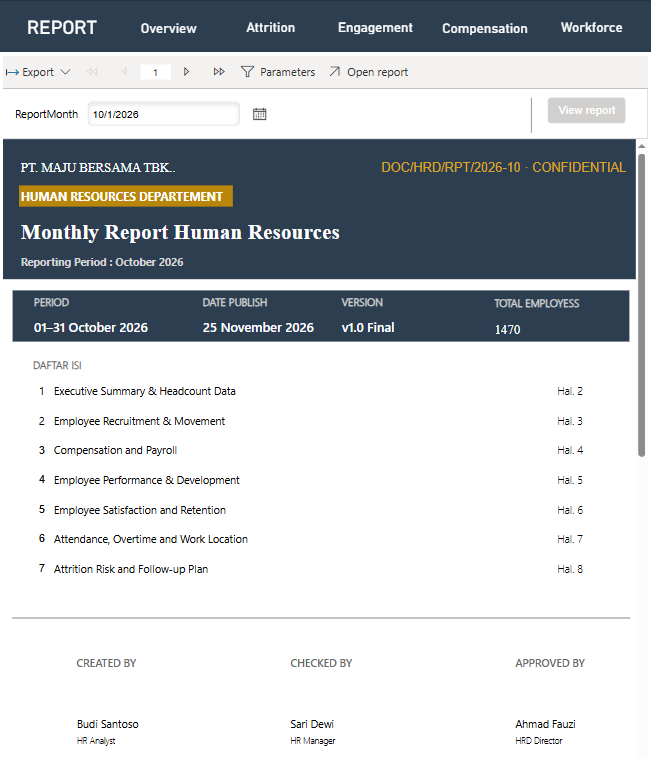 REPORT Overview Attrition Engagement Compensation Workforce
Export 1 Parameters Open report
ReportMonth 10/1/2026 View report
PT. MAJU BERSAMA TBK.. DOC/HRD/RPT/2026-10 · CONFIDENTIAL
HUMAN RESOURCES DEPARTEMENT
Monthly Report Human Resources
Reporting Period : October 2026
PERIOD DATE PUBLISH VERSION TOTAL EMPLOYESS
01–31 October 2026 25 November 2026 v1.0 Final 1470
DAFTAR ISI
1 Executive Summary & Headcount Data Hal. 2
2 Employee Recruitment & Movement Hal. 3
3 Compensation and Payroll Hal. 4
4 Employee Performance & Development Hal. 5
5 Employee Satisfaction and Retention Hal. 6
6 Attendance, Overtime and Work Location Hal. 7
7 Attrition Risk and Follow-up Plan Hal. 8
CREATED BY CHECKED BY APPROVED BY
Budi Santoso Sari Dewi Ahmad Fauzi
HR Analyst HR Manager HRD Director